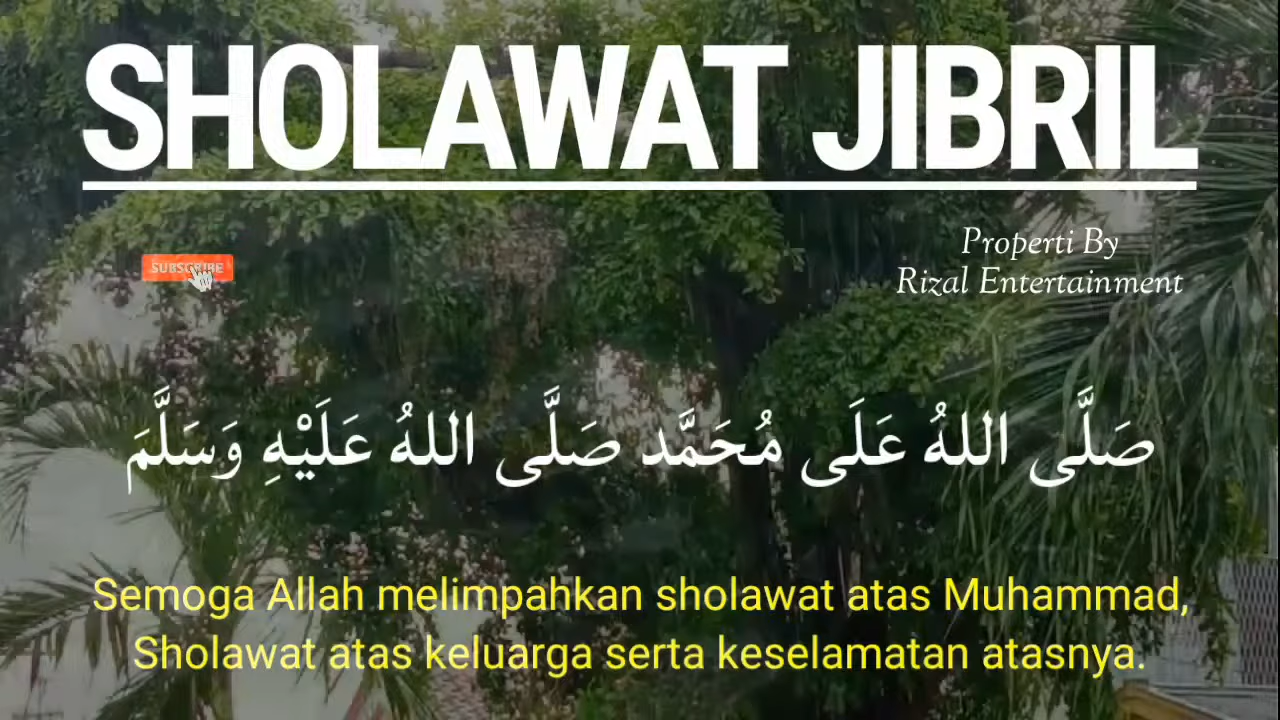 SHOLAWAT JIBRIL
Properti By
Rizal Entertainment
SUBSCRIBE
صَلَّى اللهُ عَلَى مُحَمَّد صَلَّى اللهُ عَلَيْهِ وَسَلَّمَ
Semoga Allah melimpahkan sholawat atas Muhammad,
Sholawat atas keluarga serta keselamatan atasnya.